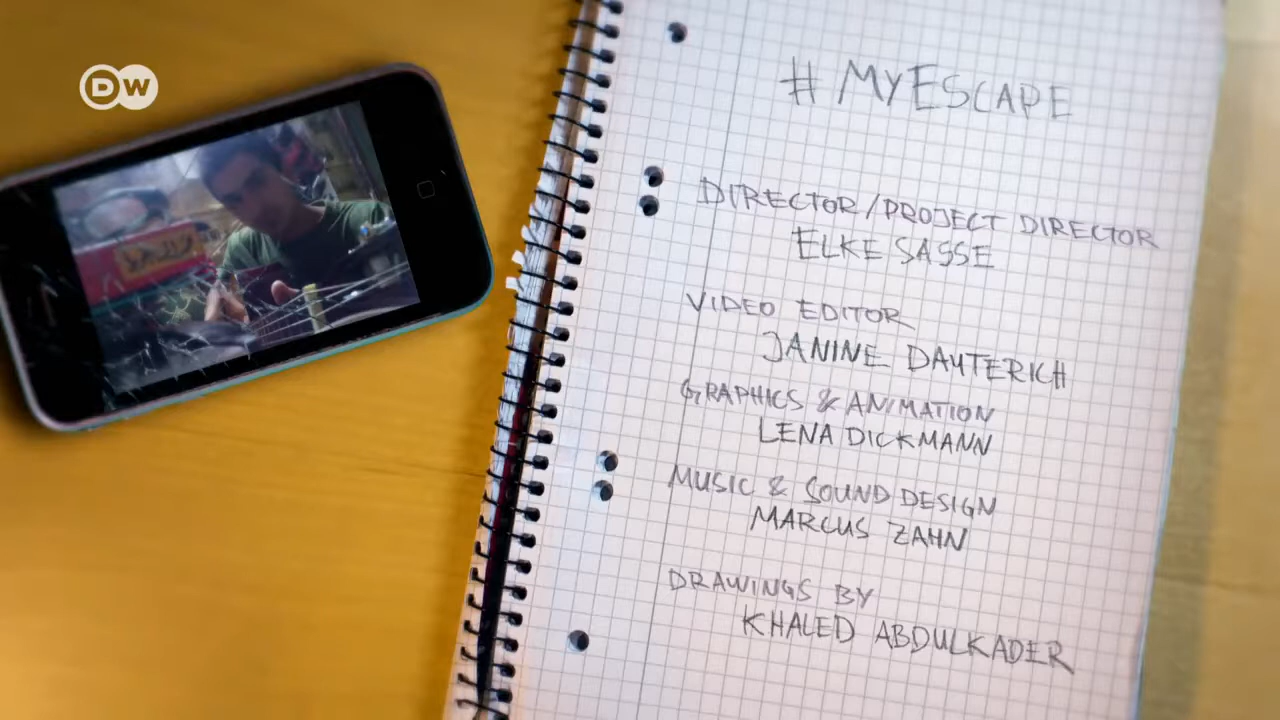 DW
#MYESCAPE
DIRECTOR/PROJECT DIRECTOR
ELKE SASSE
VIDEO EDITOR
JANINE DAUTERICH
GRAPHICS & ANIMATION
LENA DICKMANN
MUSIC & SOUND DESIGN
MARCUS ZAHN
DRAWINGS BY
KHALED ABDULKADER